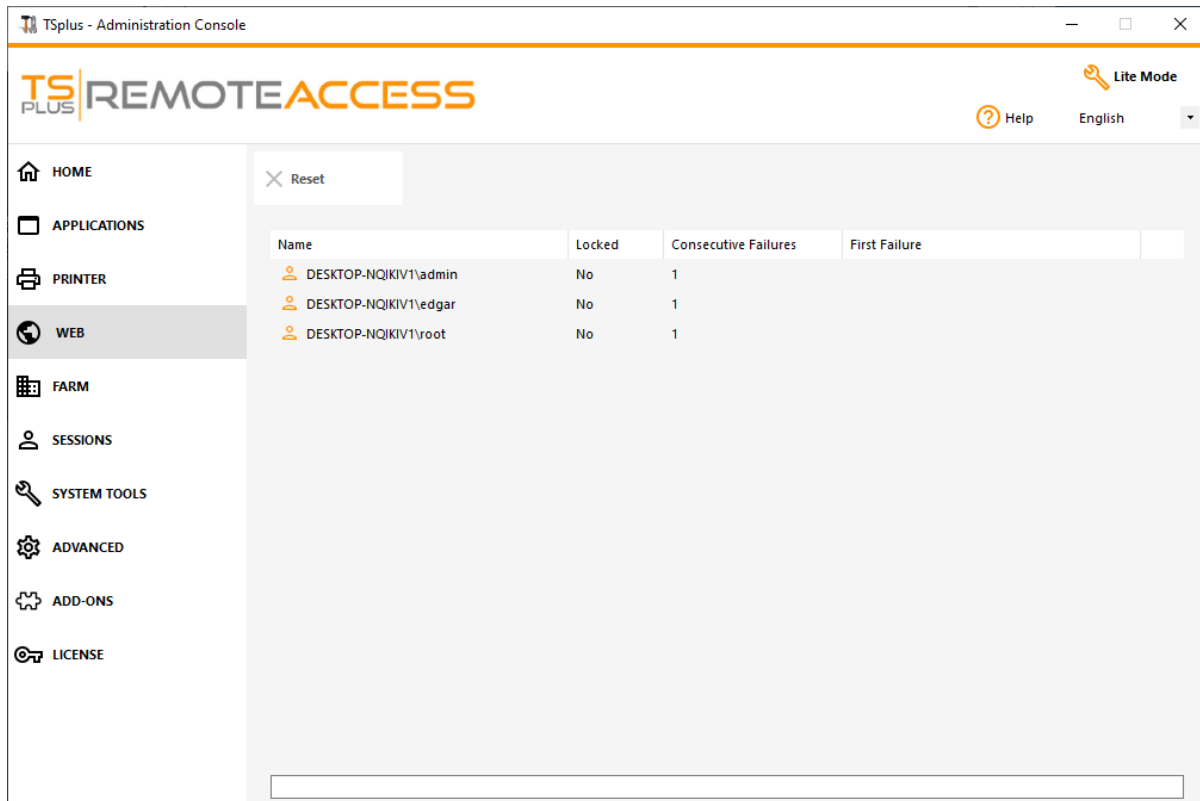 TSplus - Administration Console
TS PLUS REMOTEACCESS
Lite Mode
Help English
HOME
APPLICATIONS
PRINTER
WEB
FARM
SESSIONS
SYSTEM TOOLS
ADVANCED
ADD-ONS
LICENSE
Reset
Name Locked Consecutive Failures First Failure
DESKTOP-NQIKIV1\admin No 1
DESKTOP-NQIKIV1\edgar No 1
DESKTOP-NQIKIV1\root No 1